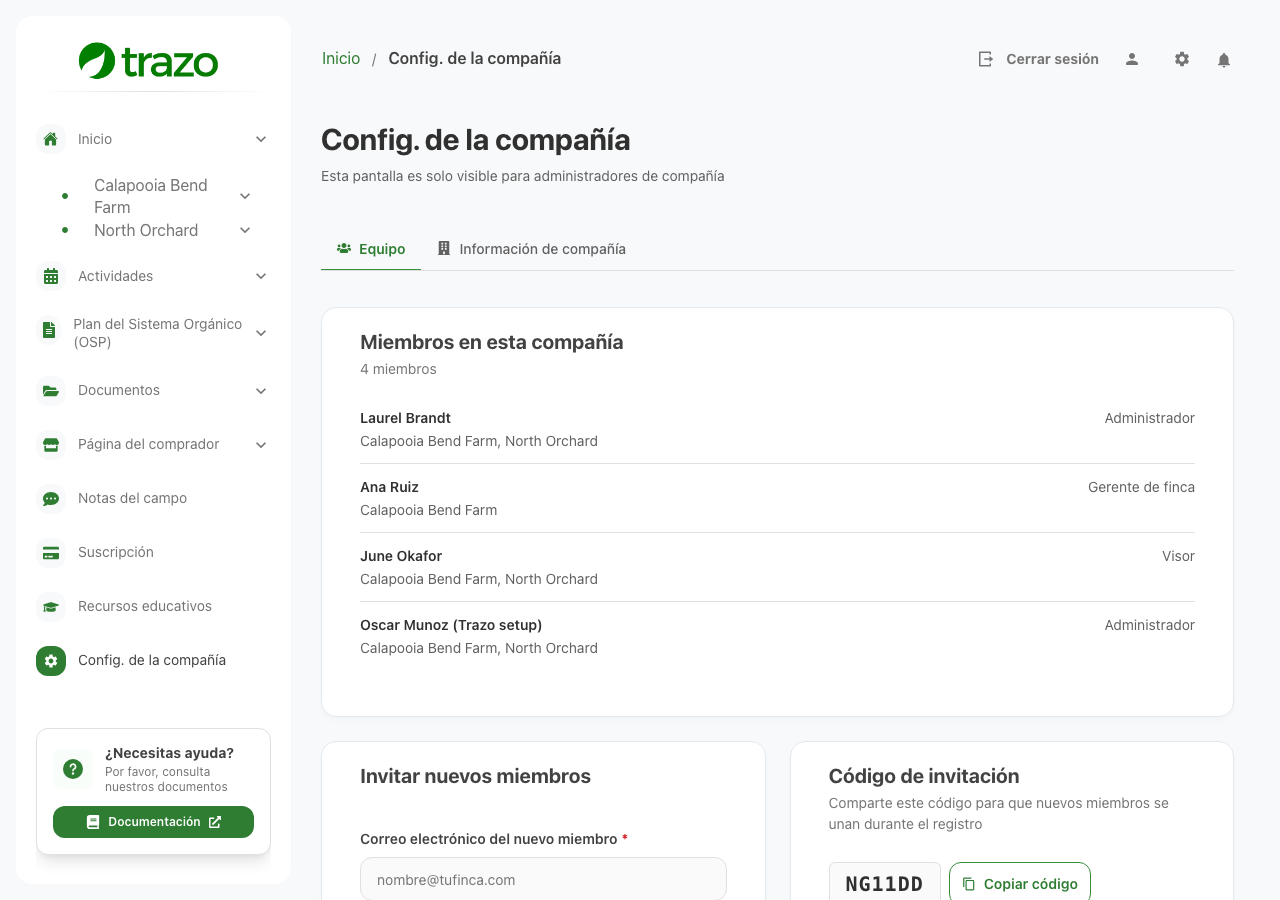 trazo
Inicio
Calapooia Bend
Farm
North Orchard
Actividades
Plan del Sistema Orgánico
(OSP)
Documentos
Página del comprador
Notas del campo
Suscripción
Recursos educativos
Config. de la compañía
¿Necesitas ayuda?
Por favor, consulta
nuestros documentos
Documentación
Inicio / Config. de la compañía
Cerrar sesión
Config. de la compañía
Esta pantalla es solo visible para administradores de compañía
Equipo
Información de compañía
Miembros en esta compañía
4 miembros
Laurel Brandt
Administrador
Calapooia Bend Farm, North Orchard
Ana Ruiz
Gerente de finca
Calapooia Bend Farm
June Okafor
Visor
Calapooia Bend Farm, North Orchard
Oscar Munoz (Trazo setup)
Administrador
Calapooia Bend Farm, North Orchard
Invitar nuevos miembros
Correo electrónico del nuevo miembro *
nombre@tufinca.com
Código de invitación
Comparte este código para que nuevos miembros se
unan durante el registro
NG11DD
Copiar código